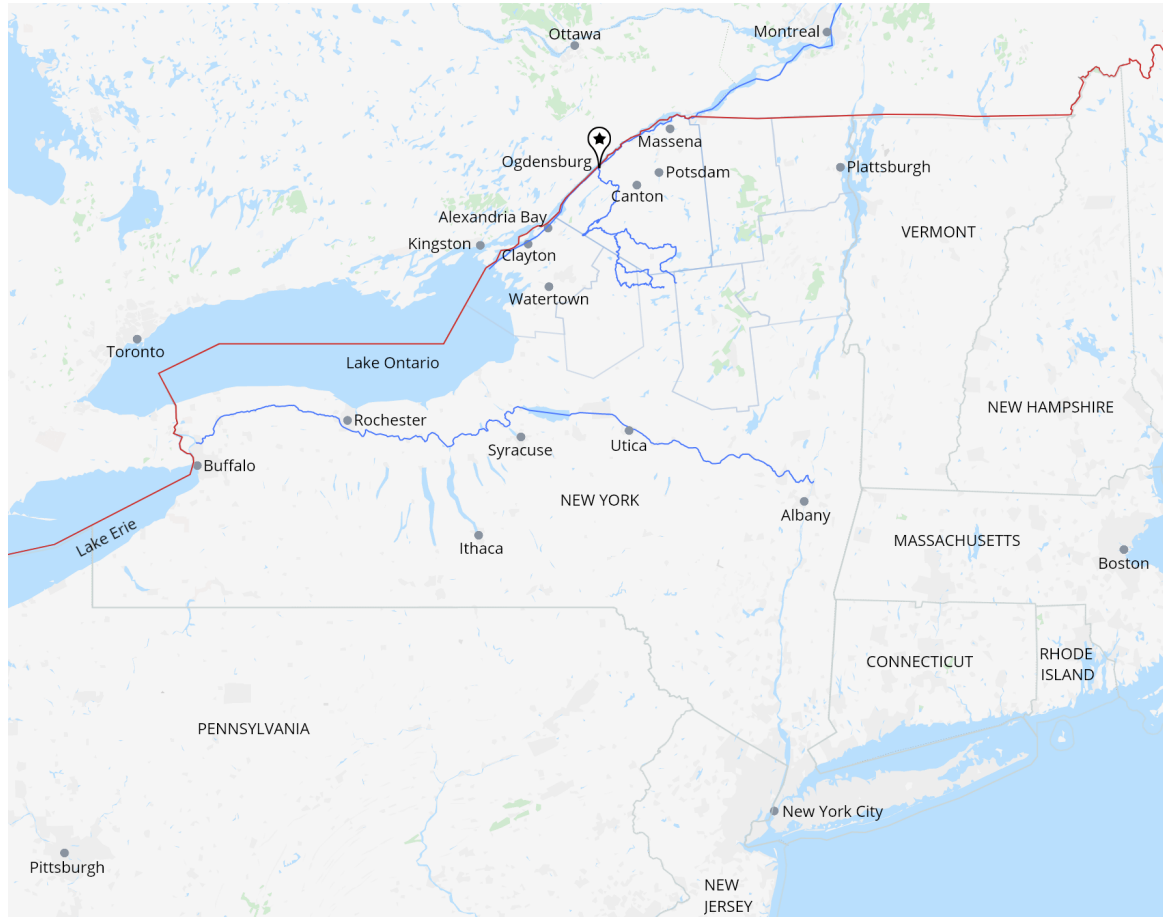 Ottawa
Montreal
Massena
Ogdensburg
Plattsburgh
Potsdam
Canton
Alexandria Bay
VERMONT
Kingston
Clayton
Watertown
Toronto
Lake Ontario
NEW HAMPSHIRE
Rochester
Utica
Syracuse
Buffalo
NEW YORK
Albany
Lake Erie
MASSACHUSETTS
Ithaca
Boston
RHODE
ISLAND
CONNECTICUT
PENNSYLVANIA
New York City
Pittsburgh
NEW
JERSEY